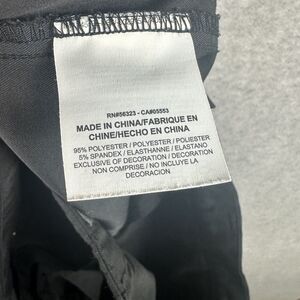 RN#56323 - CA#05553
MADE IN CHINA/FABRIQUE EN
CHINE/HECHO EN CHINA
95% POLYESTER / POLYESTER / POLIESTER
5% SPANDEX / ELASTHANNE / ELASTANO
EXCLUSIVE OF DECORATION / DECORATION
NON COMPRISE / NO INCLUYE LA
DECORACION